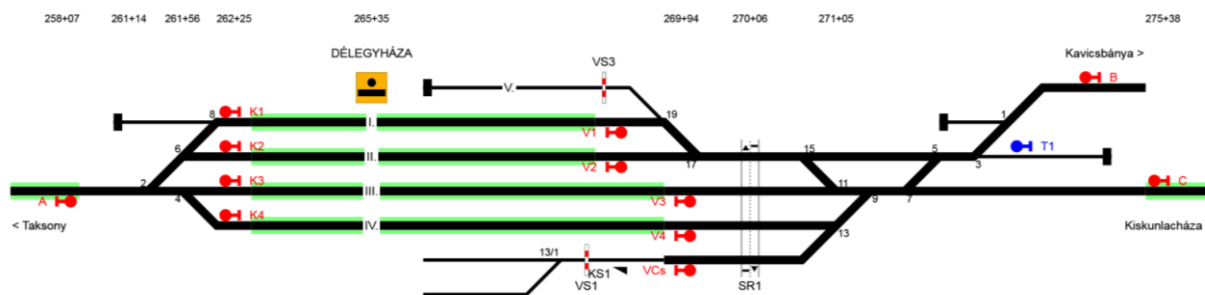 258+07 261+14 261+56 262+25 265+35 269+94 270+06 271+05 275+38
DÉLEGYHÁZA
Kavicsbánya >
VS3
B
V.
8
K1
I.
19
1
V1
6
K2
II.
V2
17
15
5
3
T1
2
K3
III.
11
C
A
4
V3
9
7
< Taksony
K4
IV.
V4
13
Kiskunlacháza
13/1
KS1
VCs
VS1
SR1